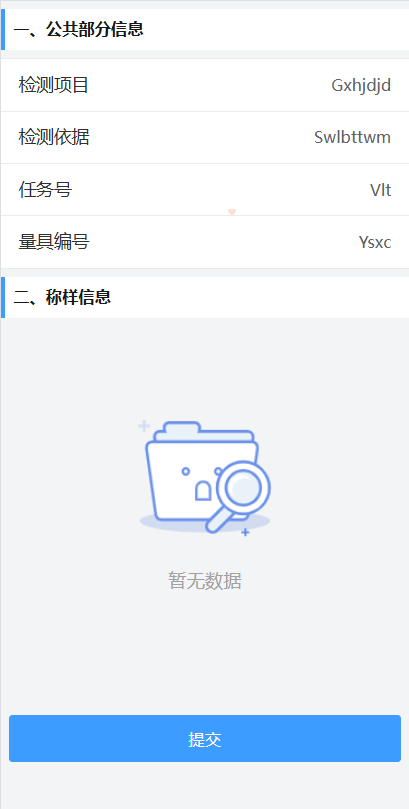 一、公共部分信息
检测项目 Gxhjdjd
检测依据 Swlbttwm
任务号 Vlt
量具编号 Ysxc
二、称样信息
暂无数据
提交